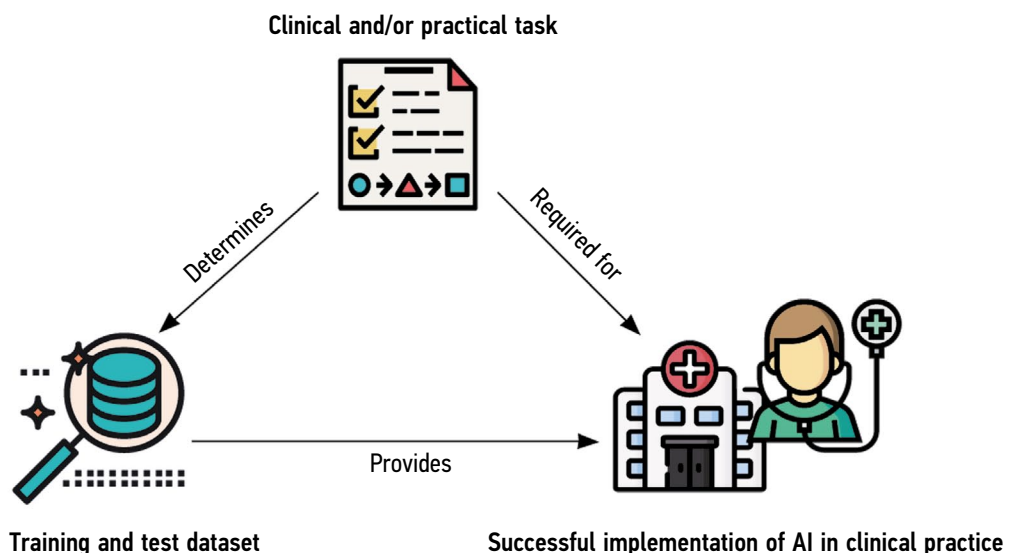 Clinical and/or practical task
Determines
Required for
Provides
Training and test dataset
Successful implementation of AI in clinical practice